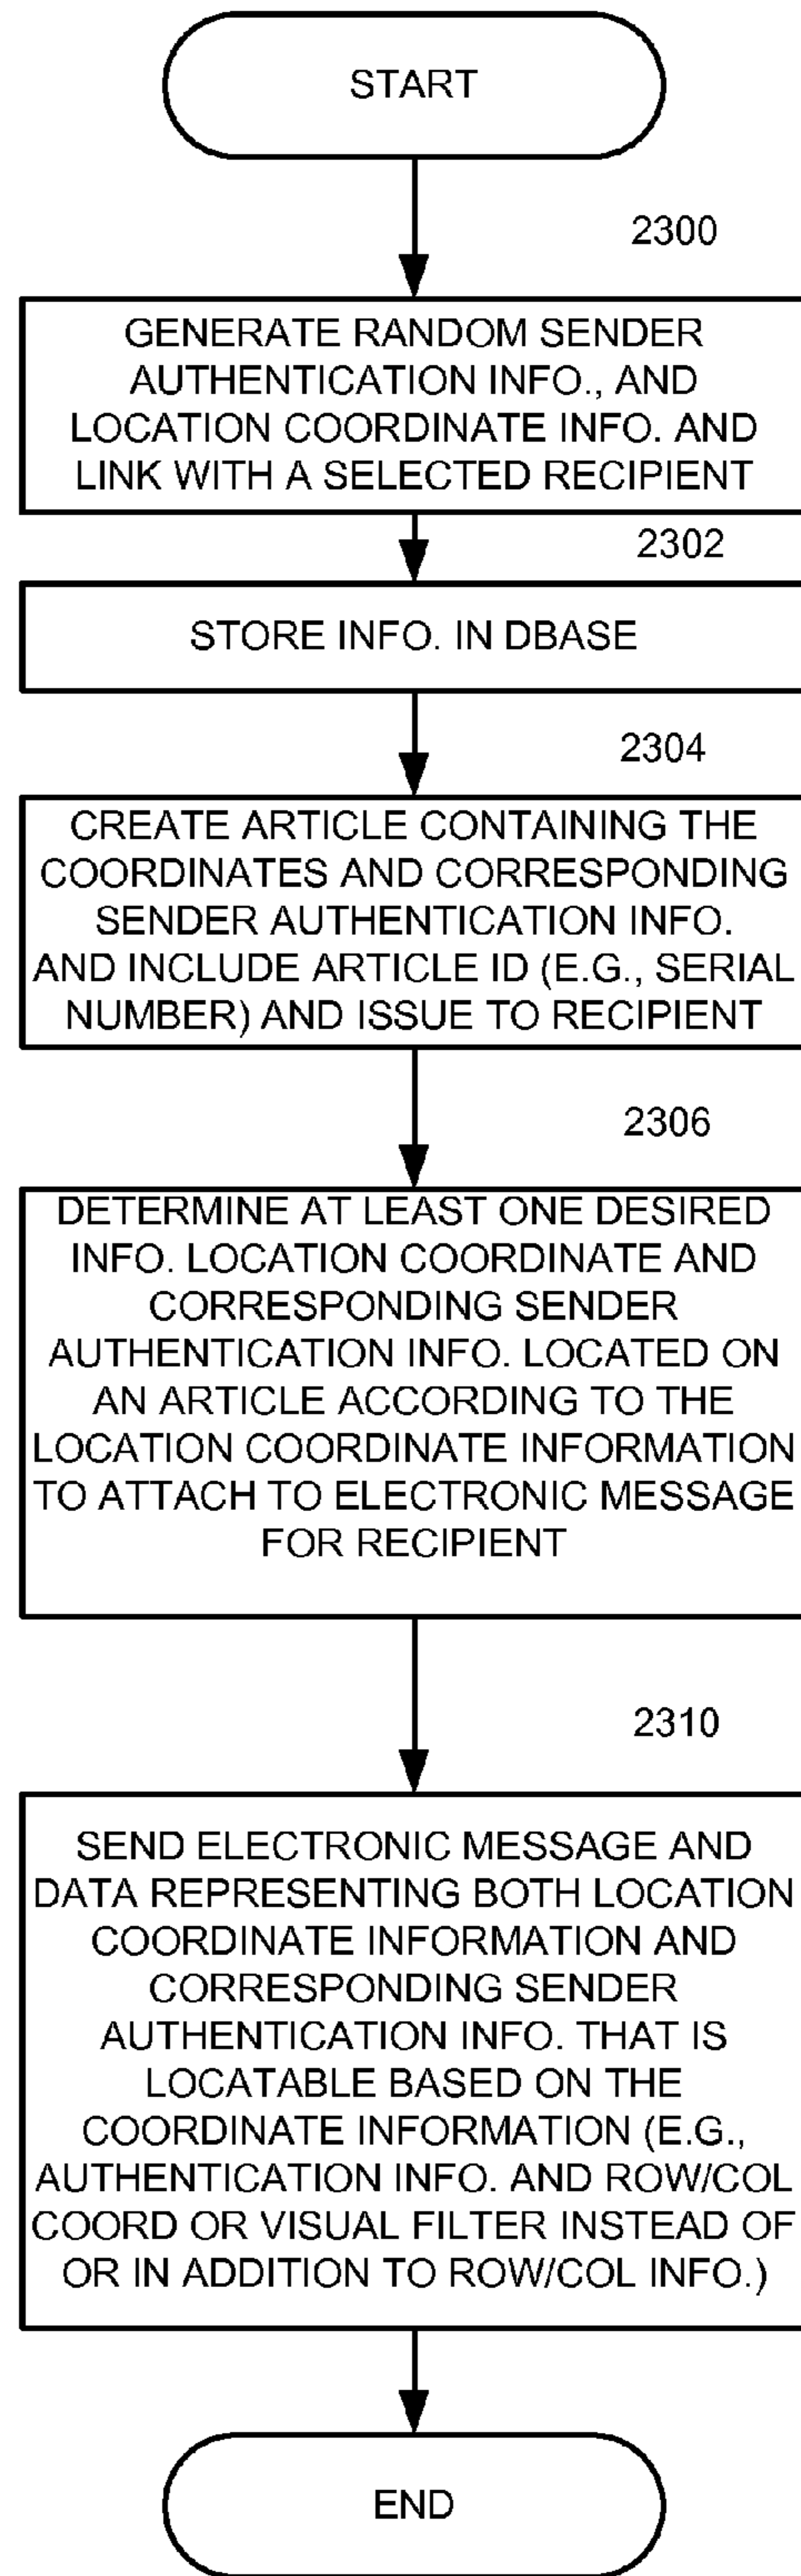 START
2300
GENERATE RANDOM SENDER
AUTHENTICATION INFO., AND
LOCATION COORDINATE INFO. AND
LINK WITH A SELECTED RECIPIENT
2302
STORE INFO. IN DBASE
2304
CREATE ARTICLE CONTAINING THE
COORDINATES AND CORRESPONDING
SENDER AUTHENTICATION INFO.
AND INCLUDE ARTICLE ID (E.G., SERIAL
NUMBER) AND ISSUE TO RECIPIENT
2306
DETERMINE AT LEAST ONE DESIRED
INFO. LOCATION COORDINATE AND
CORRESPONDING SENDER
AUTHENTICATION INFO. LOCATED ON
AN ARTICLE ACCORDING TO THE
LOCATION COORDINATE INFORMATION
TO ATTACH TO ELECTRONIC MESSAGE
FOR RECIPIENT
2310
SEND ELECTRONIC MESSAGE AND
DATA REPRESENTING BOTH LOCATION
COORDINATE INFORMATION AND
CORRESPONDING SENDER
AUTHENTICATION INFO. THAT IS
LOCATABLE BASED ON THE
COORDINATE INFORMATION (E.G.,
AUTHENTICATION INFO. AND ROW/COL
COORD OR VISUAL FILTER INSTEAD OF
OR IN ADDITION TO ROW/COL INFO.)
END